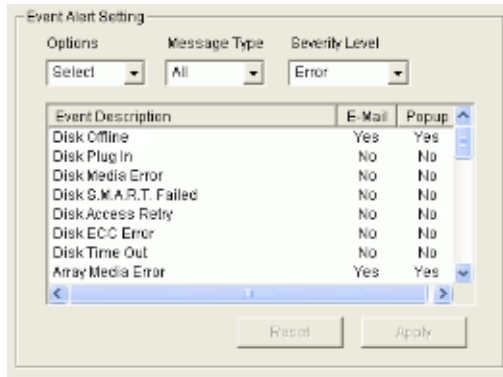 Event Alert Setting
Options Message Type Severity Level
Select All Error
Event Description E-Mail Popup
Disk Offline Yes Yes
Disk Plug In No No
Disk Media Error No No
Disk S.M.A.R.T. Failed No No
Disk Access Retry No No
Disk ECC Error No No
Disk Time Out No No
Array Media Error Yes Yes
Reset Apply